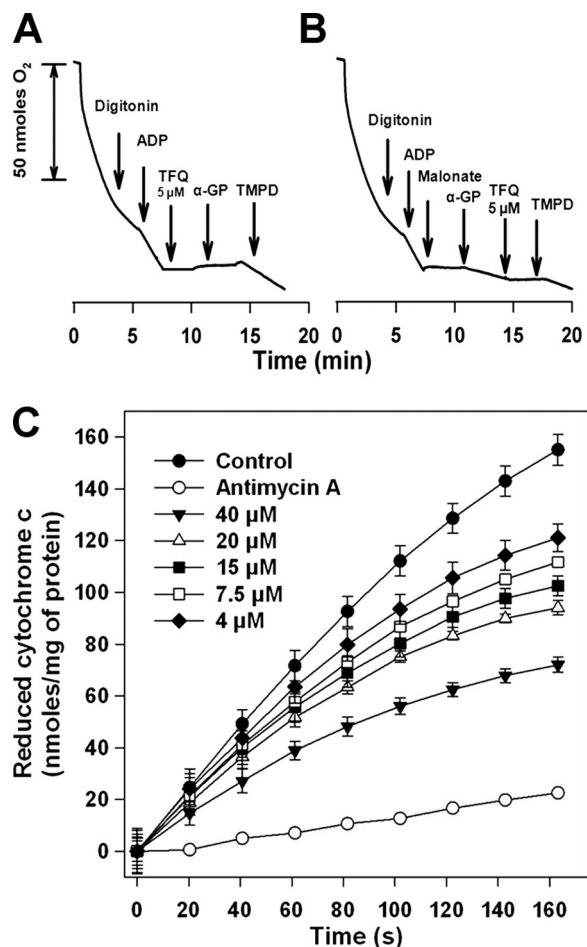 A
B
50 nmoles O2
Digitonin
ADP
TFQ
5 µM
α-GP
TMPD
Digitonin
ADP
Malonate
α-GP
TFQ
5 µM
TMPD
0 5 10 15 20
0 5 10 15 20
Time (min)
C
Reduced cytochrome c
(nmoles/mg of protein)
160
140
120
100
80
60
40
20
0
Control
Antimycin A
40 µM
20 µM
15 µM
7.5 µM
4 µM
0 20 40 60 80 100 120 140 160
Time (s)